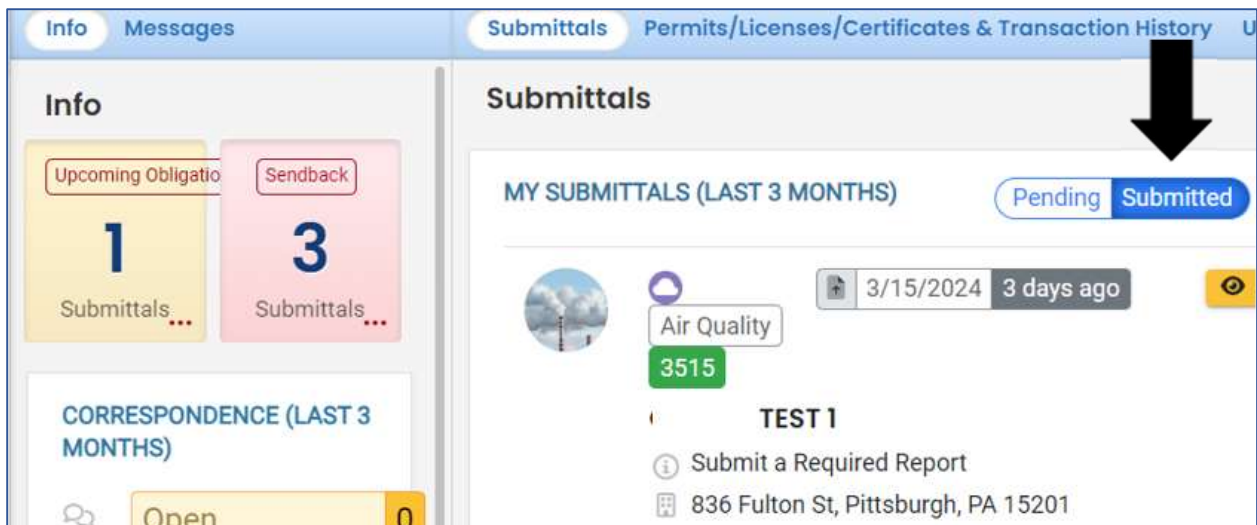 Info Messages
Submittals Permits/Licenses/Certificates & Transaction History
Info
Upcoming Obligatio
1
Submittals
Sendback
3
Submittals
CORRESPONDENCE (LAST 3
MONTHS)
Open 0
Submittals
MY SUBMITTALS (LAST 3 MONTHS) Pending Submitted
3/15/2024 3 days ago
Air Quality
3515
TEST 1
Submit a Required Report
836 Fulton St, Pittsburgh, PA 15201